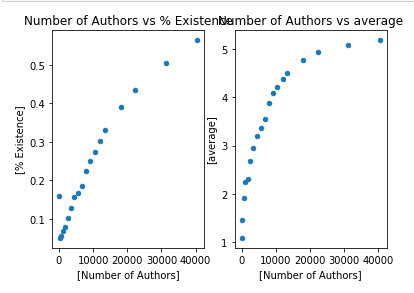 Number of Authors vs % Existence
Number of Authors vs average
[% Existence]
0.5
0.4
0.3
0.2
0.1
0 10000 20000 30000 40000
[Number of Authors]
[average]
5
4
3
2
1
0 10000 20000 30000 40000
[Number of Authors]